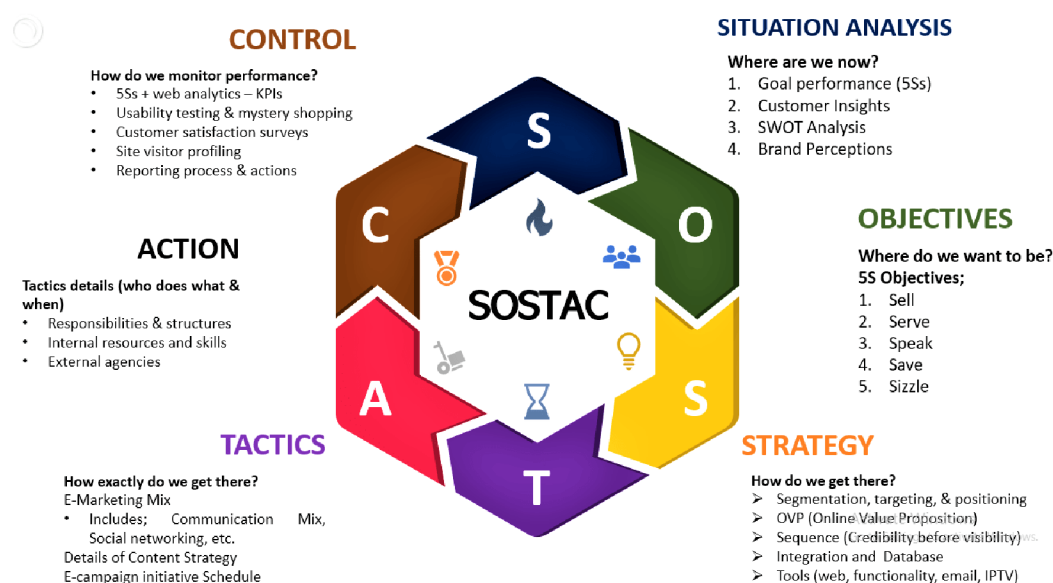 SITUATION ANALYSIS
Where are we now?
1. Goal performance (5Ss)
2. Customer Insights
3. SWOT Analysis
4. Brand Perceptions
OBJECTIVES
Where do we want to be?
5S Objectives;
1. Sell
2. Serve
3. Speak
4. Save
5. Sizzle
STRATEGY
How do we get there?
➢ Segmentation, targeting, & positioning
➢ OVP (Online Value Proposition)
➢ Sequence (Credibility before visibility)
➢ Integration and Database
➢ Tools (web, functionality, email, IPTV)
TACTICS
How exactly do we get there?
E-Marketing Mix
• Includes; Communication Mix,
Social networking, etc.
Details of Content Strategy
E-campaign initiative Schedule
ACTION
Tactics details (who does what &
when)
• Responsibilities & structures
• Internal resources and skills
• External agencies
CONTROL
How do we monitor performance?
• 5Ss + web analytics – KPIs
• Usability testing & mystery shopping
• Customer satisfaction surveys
• Site visitor profiling
• Reporting process & actions
S
O
S
T
A
C
SOSTAC